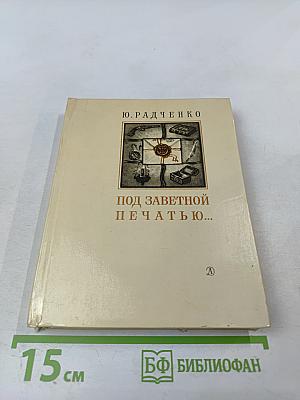 Ю. РАДЧЕНКО
ПОД ЗАВЕТНОЙ
ПЕЧАТЬЮ...
15 см
БФ БИБЛИОФАН